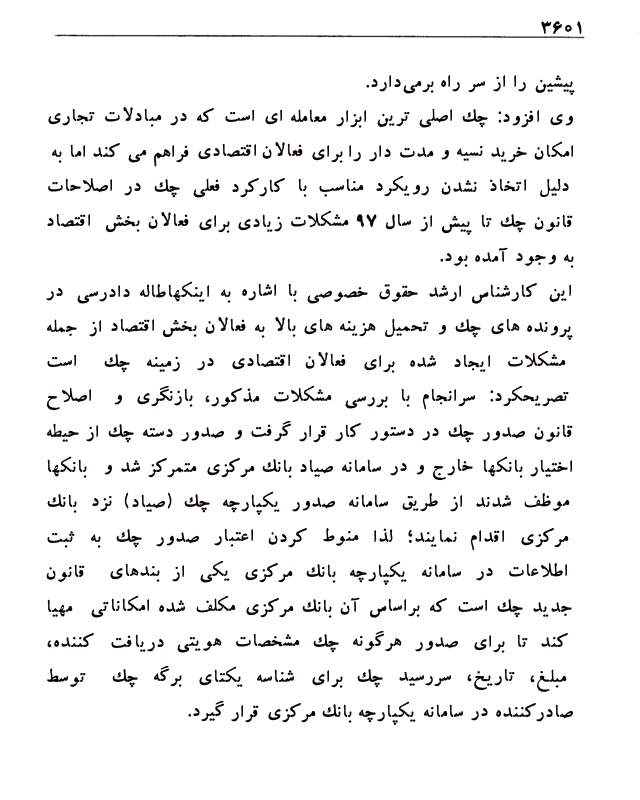 ۳۶۰۱
پیشین را از سر راه برمی‌دارد.
وی افزود: چك اصلی ترین ابزار معامله ای است که در مبادلات تجاری
امکان خرید نسیه و مدت دار را برای فعالان اقتصادی فراهم می کند اما به
دلیل اتخاذ نشدن رویکرد مناسب با کارکرد فعلی چك در اصلاحات
قانون چك تا پیش از سال ۹۷ مشکلات زیادی برای فعالان بخش اقتصاد
به وجود آمده بود.
این کارشناس ارشد حقوق خصوصی با اشاره به اینکهاطاله دادرسی در
پرونده های چك و تحمیل هزینه های بالا به فعالان بخش اقتصاد از جمله
مشکلات ایجاد شده برای فعالان اقتصادی در زمینه چك است
تصریحکرد: سرانجام با بررسی مشکلات مذکور، بازنگری و اصلاح
قانون صدور چك در دستور کار قرار گرفت و صدور دسته چك از حیطه
اختیار بانکها خارج و در سامانه صیاد بانك مرکزی متمرکز شد و بانکها
موظف شدند از طریق سامانه صدور یکپارچه چك (صیاد) نزد بانك
مرکزی اقدام نمایند؛ لذا منوط کردن اعتبار صدور چك به ثبت
اطلاعات در سامانه یکپارچه بانك مرکزی یکی از بندهای قانون
جدید چك است که براساس آن بانك مرکزی مکلف شده امکاناتی مهیا
کند تا برای صدور هرگونه چك مشخصات هویتی دریافت کننده،
مبلغ، تاریخ، سررسید چك برای شناسه یکتای برگه چك توسط
صادرکننده در سامانه یکپارچه بانك مرکزی قرار گیرد.